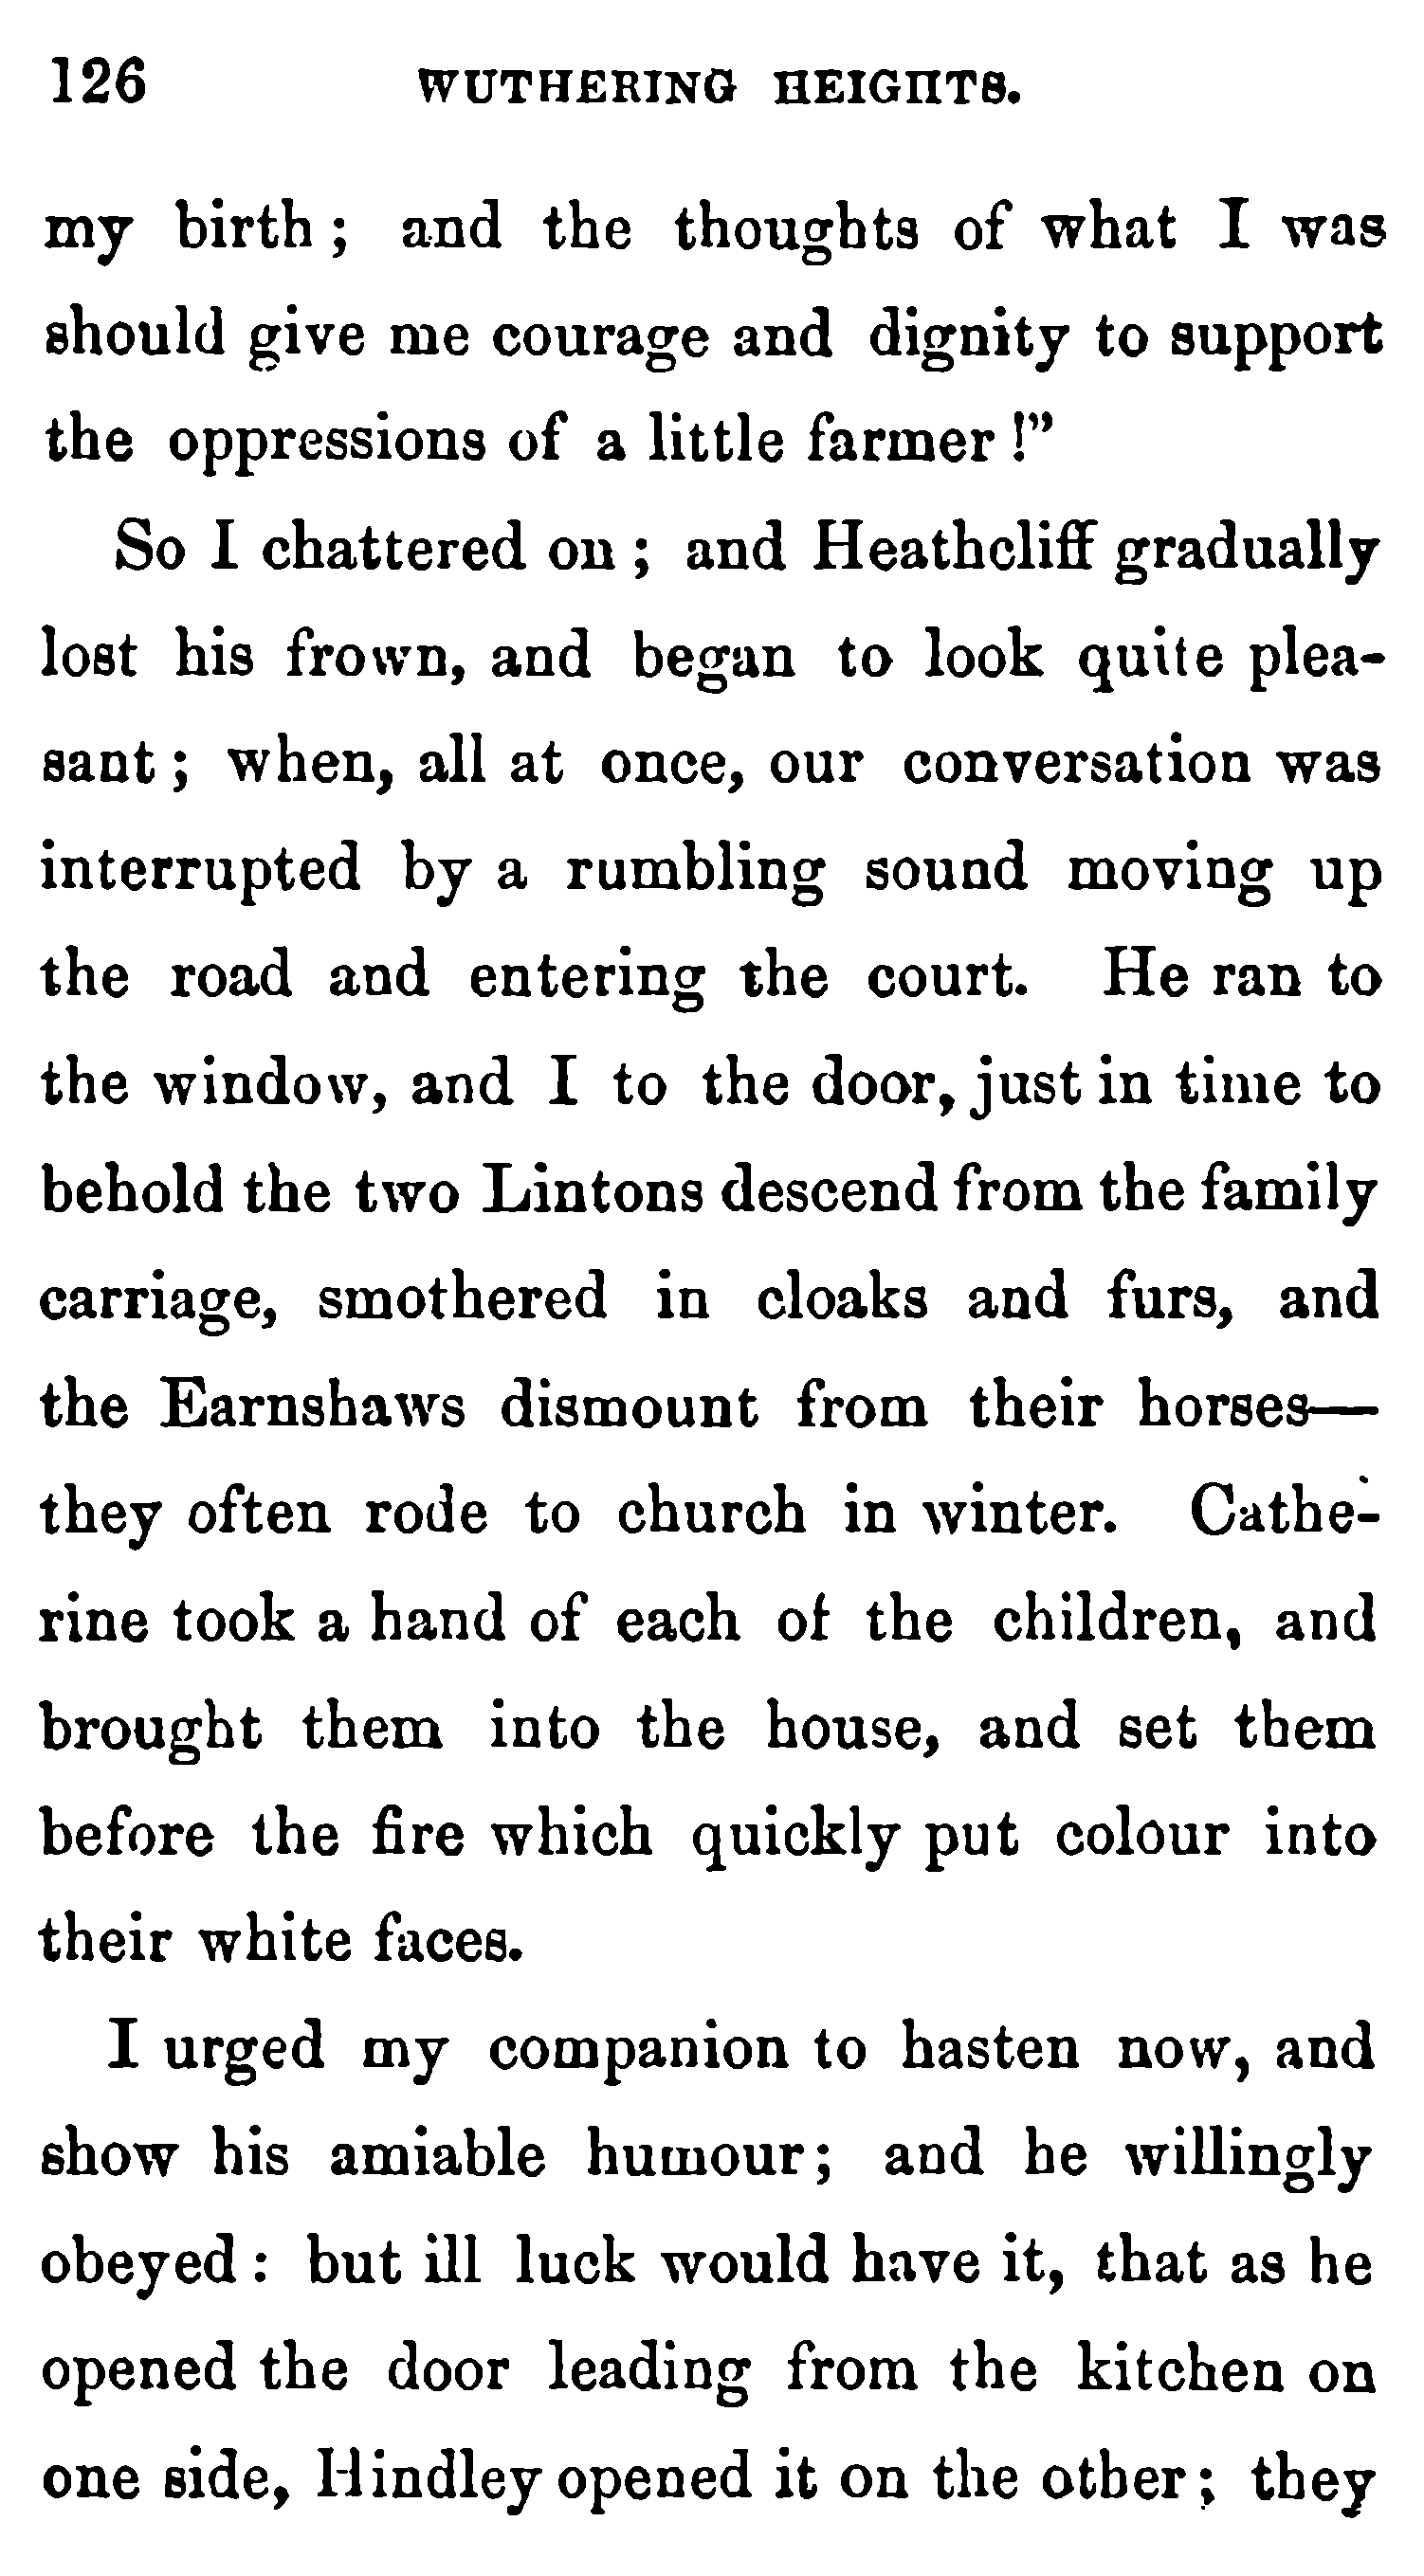 126 WUTHERING HEIGHTS.
my birth ; and the thoughts of what I was
should give me courage and dignity to support
the oppressions of a little farmer !”
So I chattered on ; and Heathcliff gradually
lost his frown, and began to look quite plea-
sant ; when, all at once, our conversation was
interrupted by a rumbling sound moving up
the road and entering the court. He ran to
the window, and I to the door, just in time to
behold the two Lintons descend from the family
carriage, smothered in cloaks and furs, and
the Earnshaws dismount from their horses—
they often rode to church in winter. Cathe-
rine took a hand of each of the children, and
brought them into the house, and set them
before the fire which quickly put colour into
their white faces.
I urged my companion to hasten now, and
show his amiable humour; and he willingly
obeyed : but ill luck would have it, that as he
opened the door leading from the kitchen on
one side, Hindley opened it on the other ; they